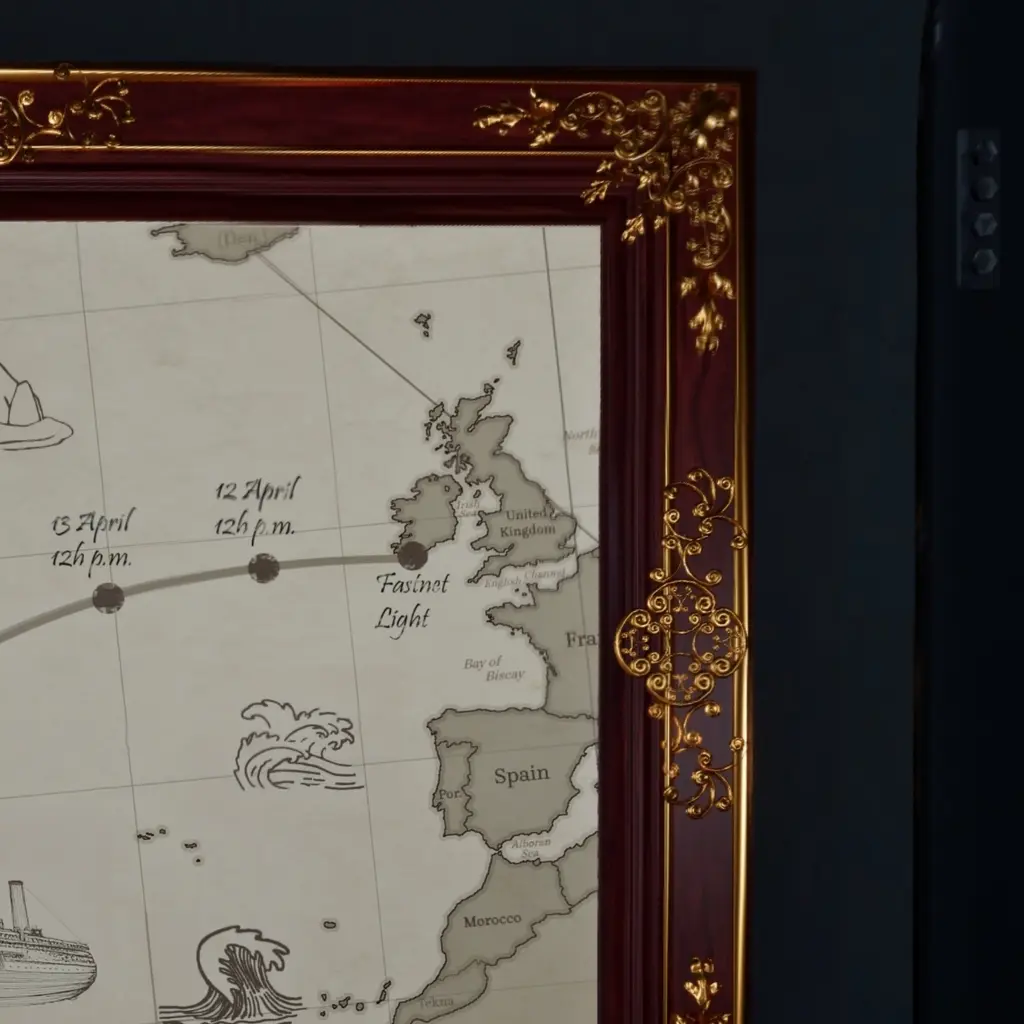 (Den.)
North
12 April
12h p.m.
13 April
12h p.m.
Irish
Sea
United
Kingdom
Fastnet
Light
English Channel
Fra
Bay of
Biscay
Spain
Por.
Alboran
Sea
Morocco
Tekna